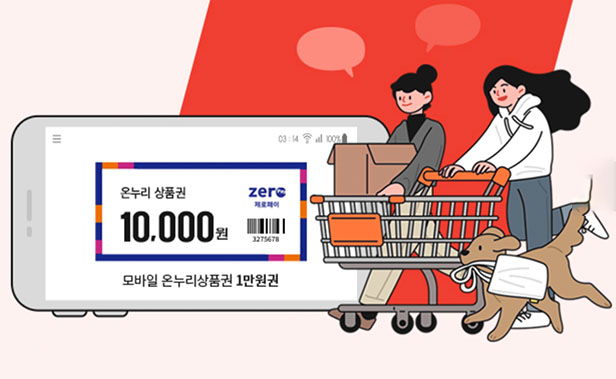 03 : 14 100%
온누리 상품권
zero pay
제로페이
10,000원
3275678
모바일 온누리상품권 1만원권